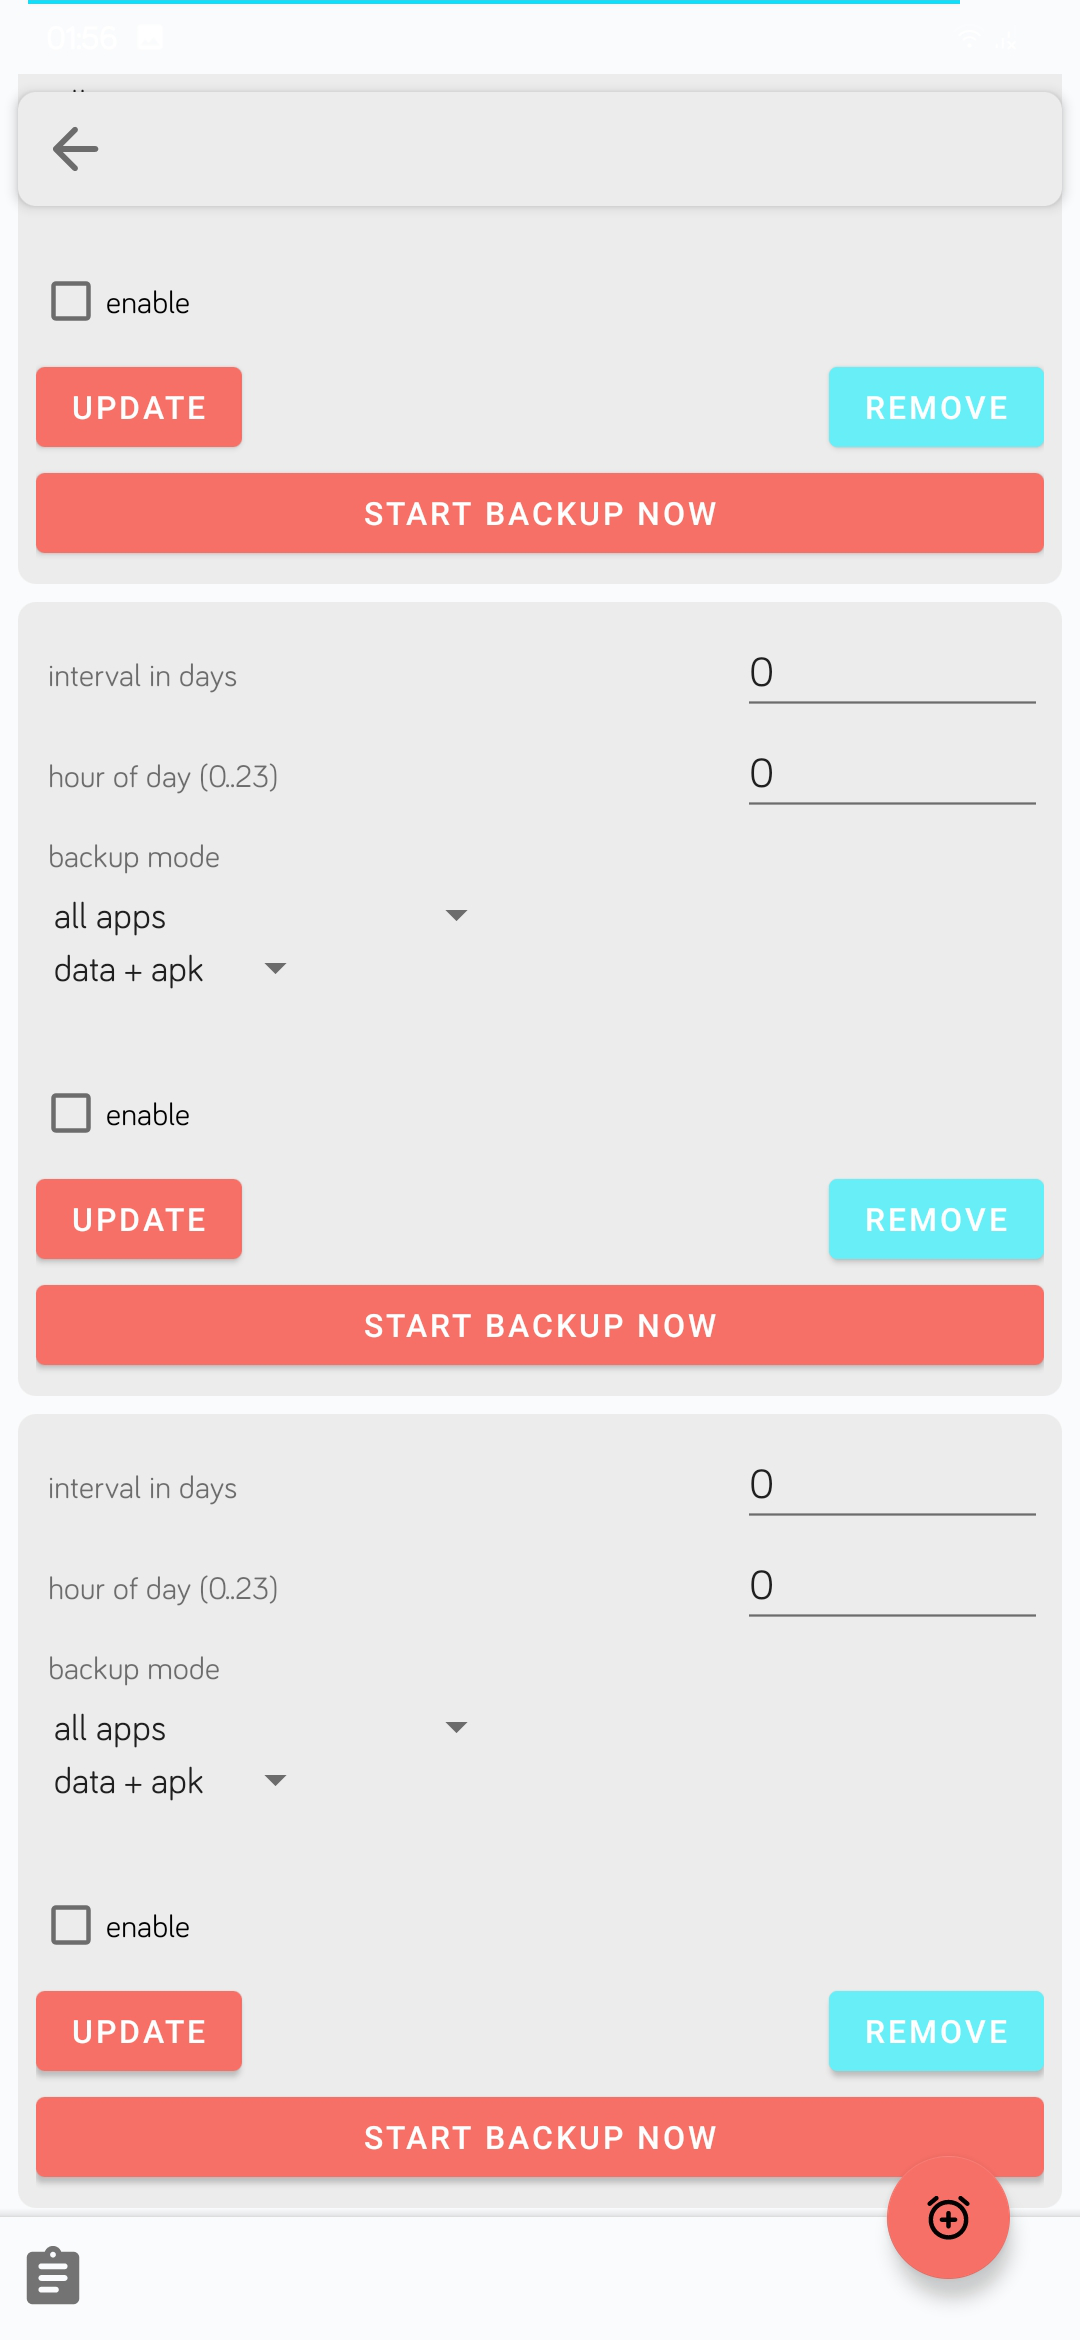 01:56
enable
UPDATE REMOVE
START BACKUP NOW
interval in days 0
hour of day (0..23) 0
backup mode
all apps
data + apk
enable
UPDATE REMOVE
START BACKUP NOW
interval in days 0
hour of day (0..23) 0
backup mode
all apps
data + apk
enable
UPDATE REMOVE
START BACKUP NOW